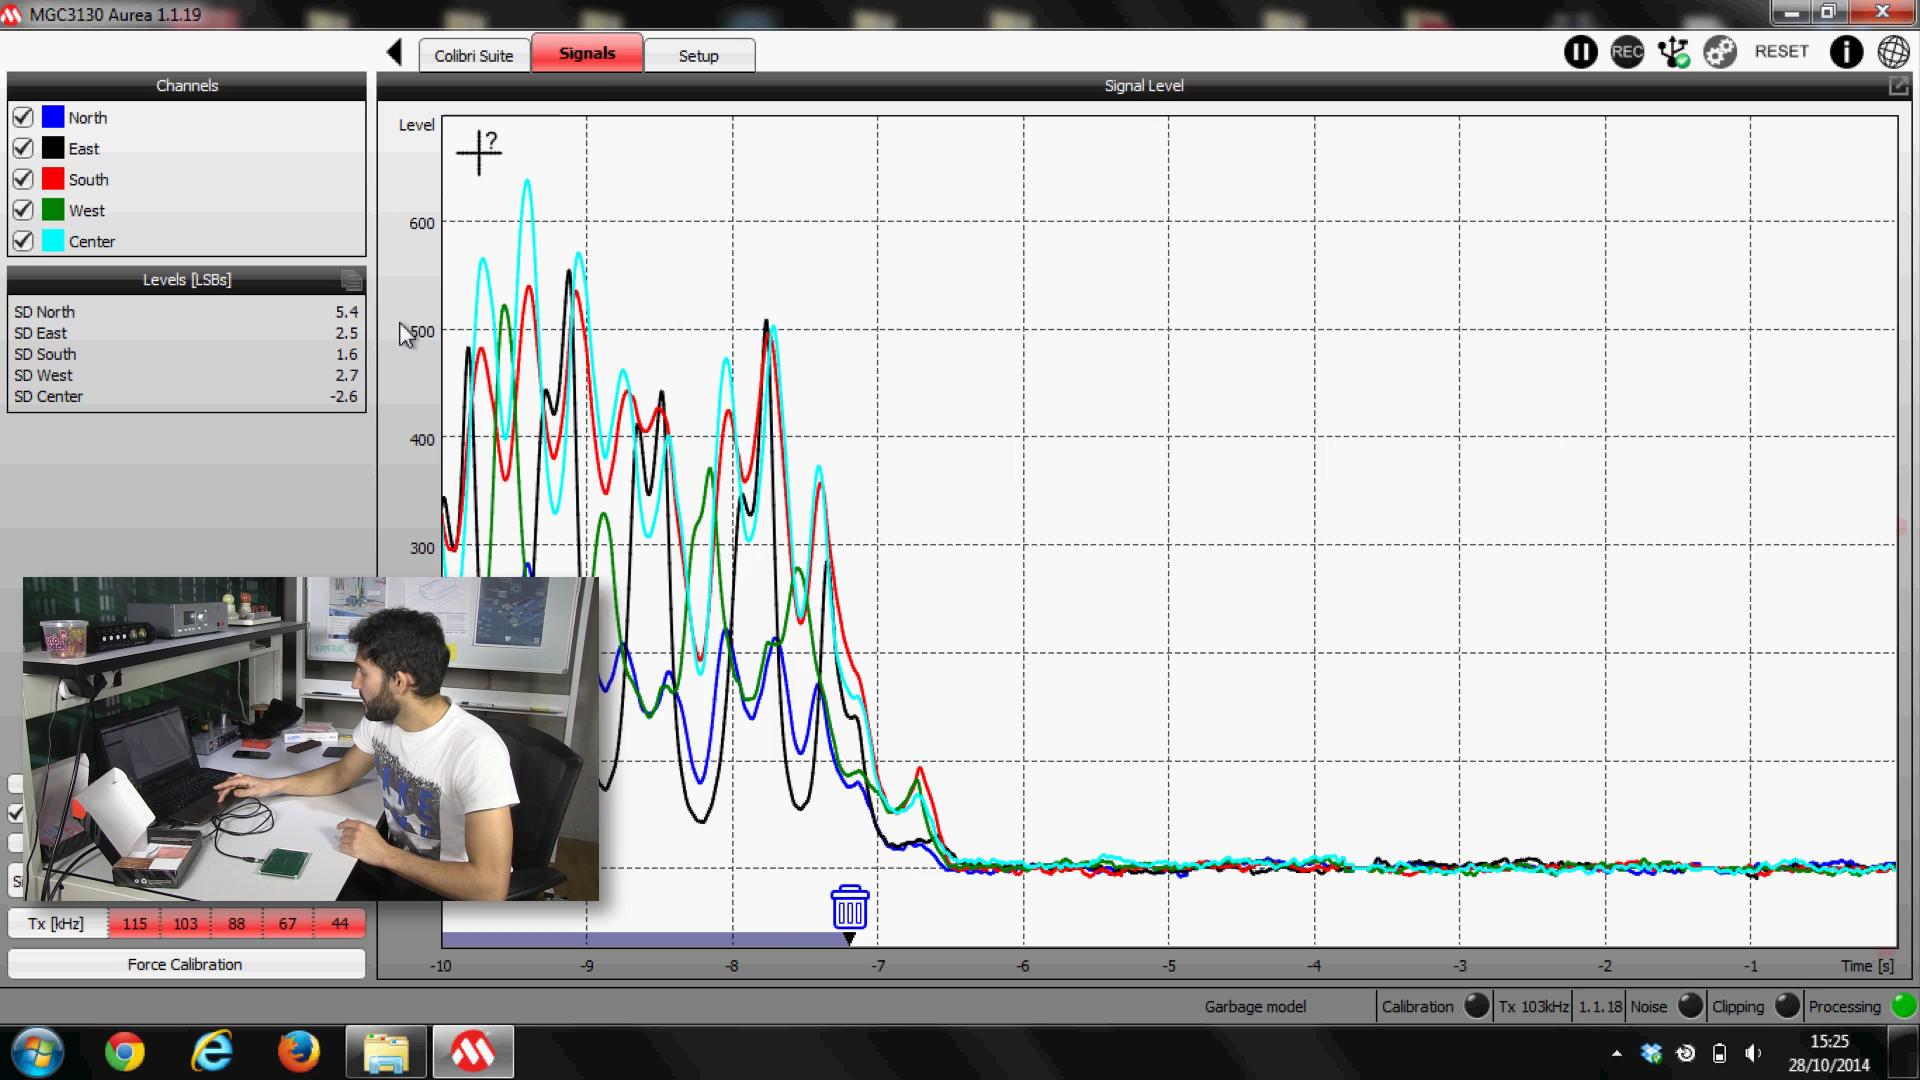 MGC3130 Aurea 1.1.19
Colibri Suite
Signals
Setup
REC
RESET
Channels
North
East
South
West
Center
Levels [LSBs]
SD North 5.4
SD East 2.5
SD South 1.6
SD West 2.7
SD Center -2.6
Signal Level
Level
?
600
500
400
300
Tx [kHz] 115 103 88 67 44
Force Calibration
-10 -9 -8 -7 -6 -5 -4 -3 -2 -1 Time [s]
Garbage model
Calibration
Tx 103kHz
1.1.18
Noise
Clipping
Processing
15:25
28/10/2014